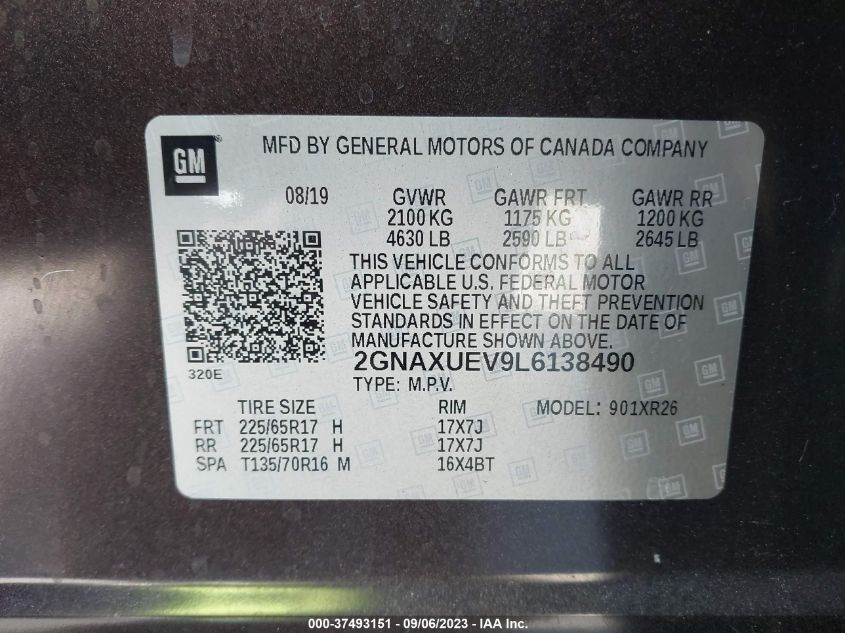 GM
MFD BY GENERAL MOTORS OF CANADA COMPANY
08/19 GVWR GAWR FRT GAWR RR
2100 KG 1175 KG 1200 KG
4630 LB 2590 LB 2645 LB
THIS VEHICLE CONFORMS TO ALL
APPLICABLE U.S. FEDERAL MOTOR
VEHICLE SAFETY AND THEFT PREVENTION
STANDARDS IN EFFECT ON THE DATE OF
MANUFACTURE SHOWN ABOVE.
320E
2GNAXUEV9L6138490
TYPE: M.P.V.
TIRE SIZE RIM MODEL: 901XR26
FRT 225/65R17 H 17X7J
RR 225/65R17 H 17X7J
SPA T135/70R16 M 16X4BT
000-37493151 - 09/06/2023 - IAA Inc.